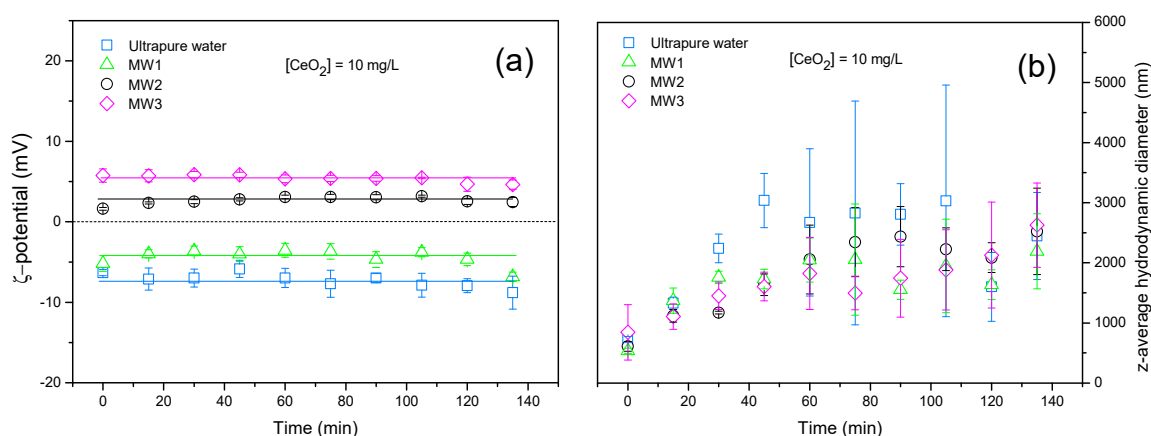 20
10
0
-10
-20
ζ-potential (mV)
Ultrapure water
MW1
MW2
MW3
[CeO2] = 10 mg/L
(a)
0 20 40 60 80 100 120 140
Time (min)
Ultrapure water
MW1
MW2
MW3
[CeO2] = 10 mg/L
(b)
6000
5000
4000
3000
2000
1000
0
z-average hydrodynamic diameter (nm)
0 20 40 60 80 100 120 140
Time (min)